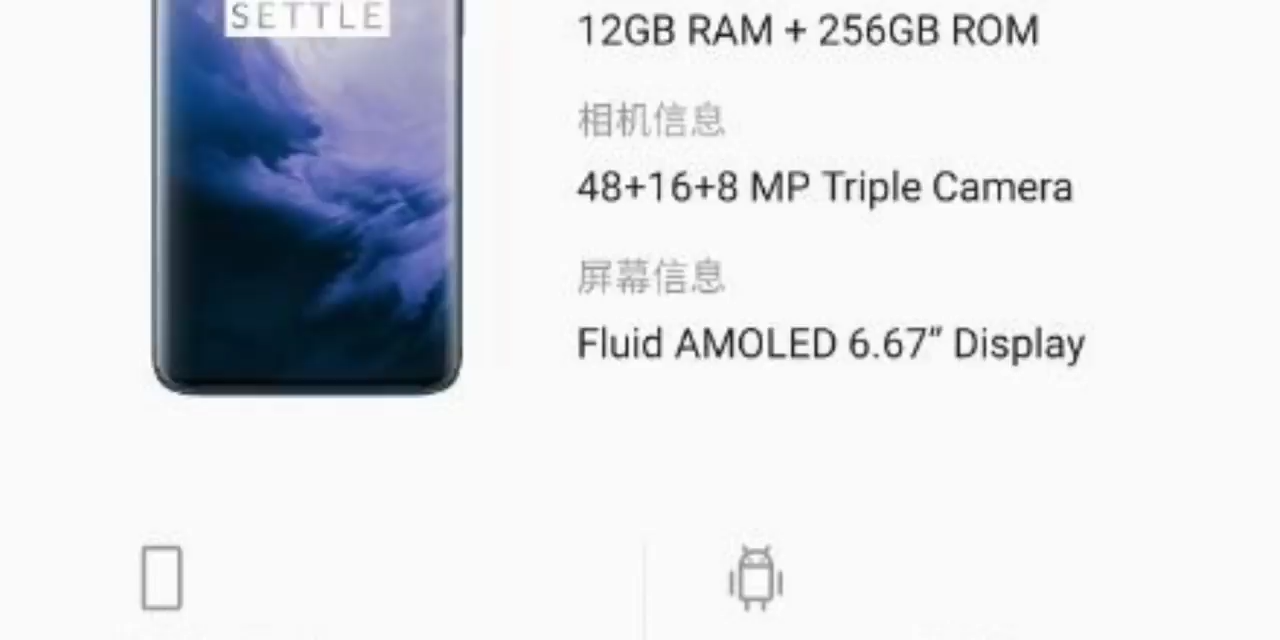 SETTLE
12GB RAM + 256GB ROM
相机信息
48+16+8 MP Triple Camera
屏幕信息
Fluid AMOLED 6.67” Display